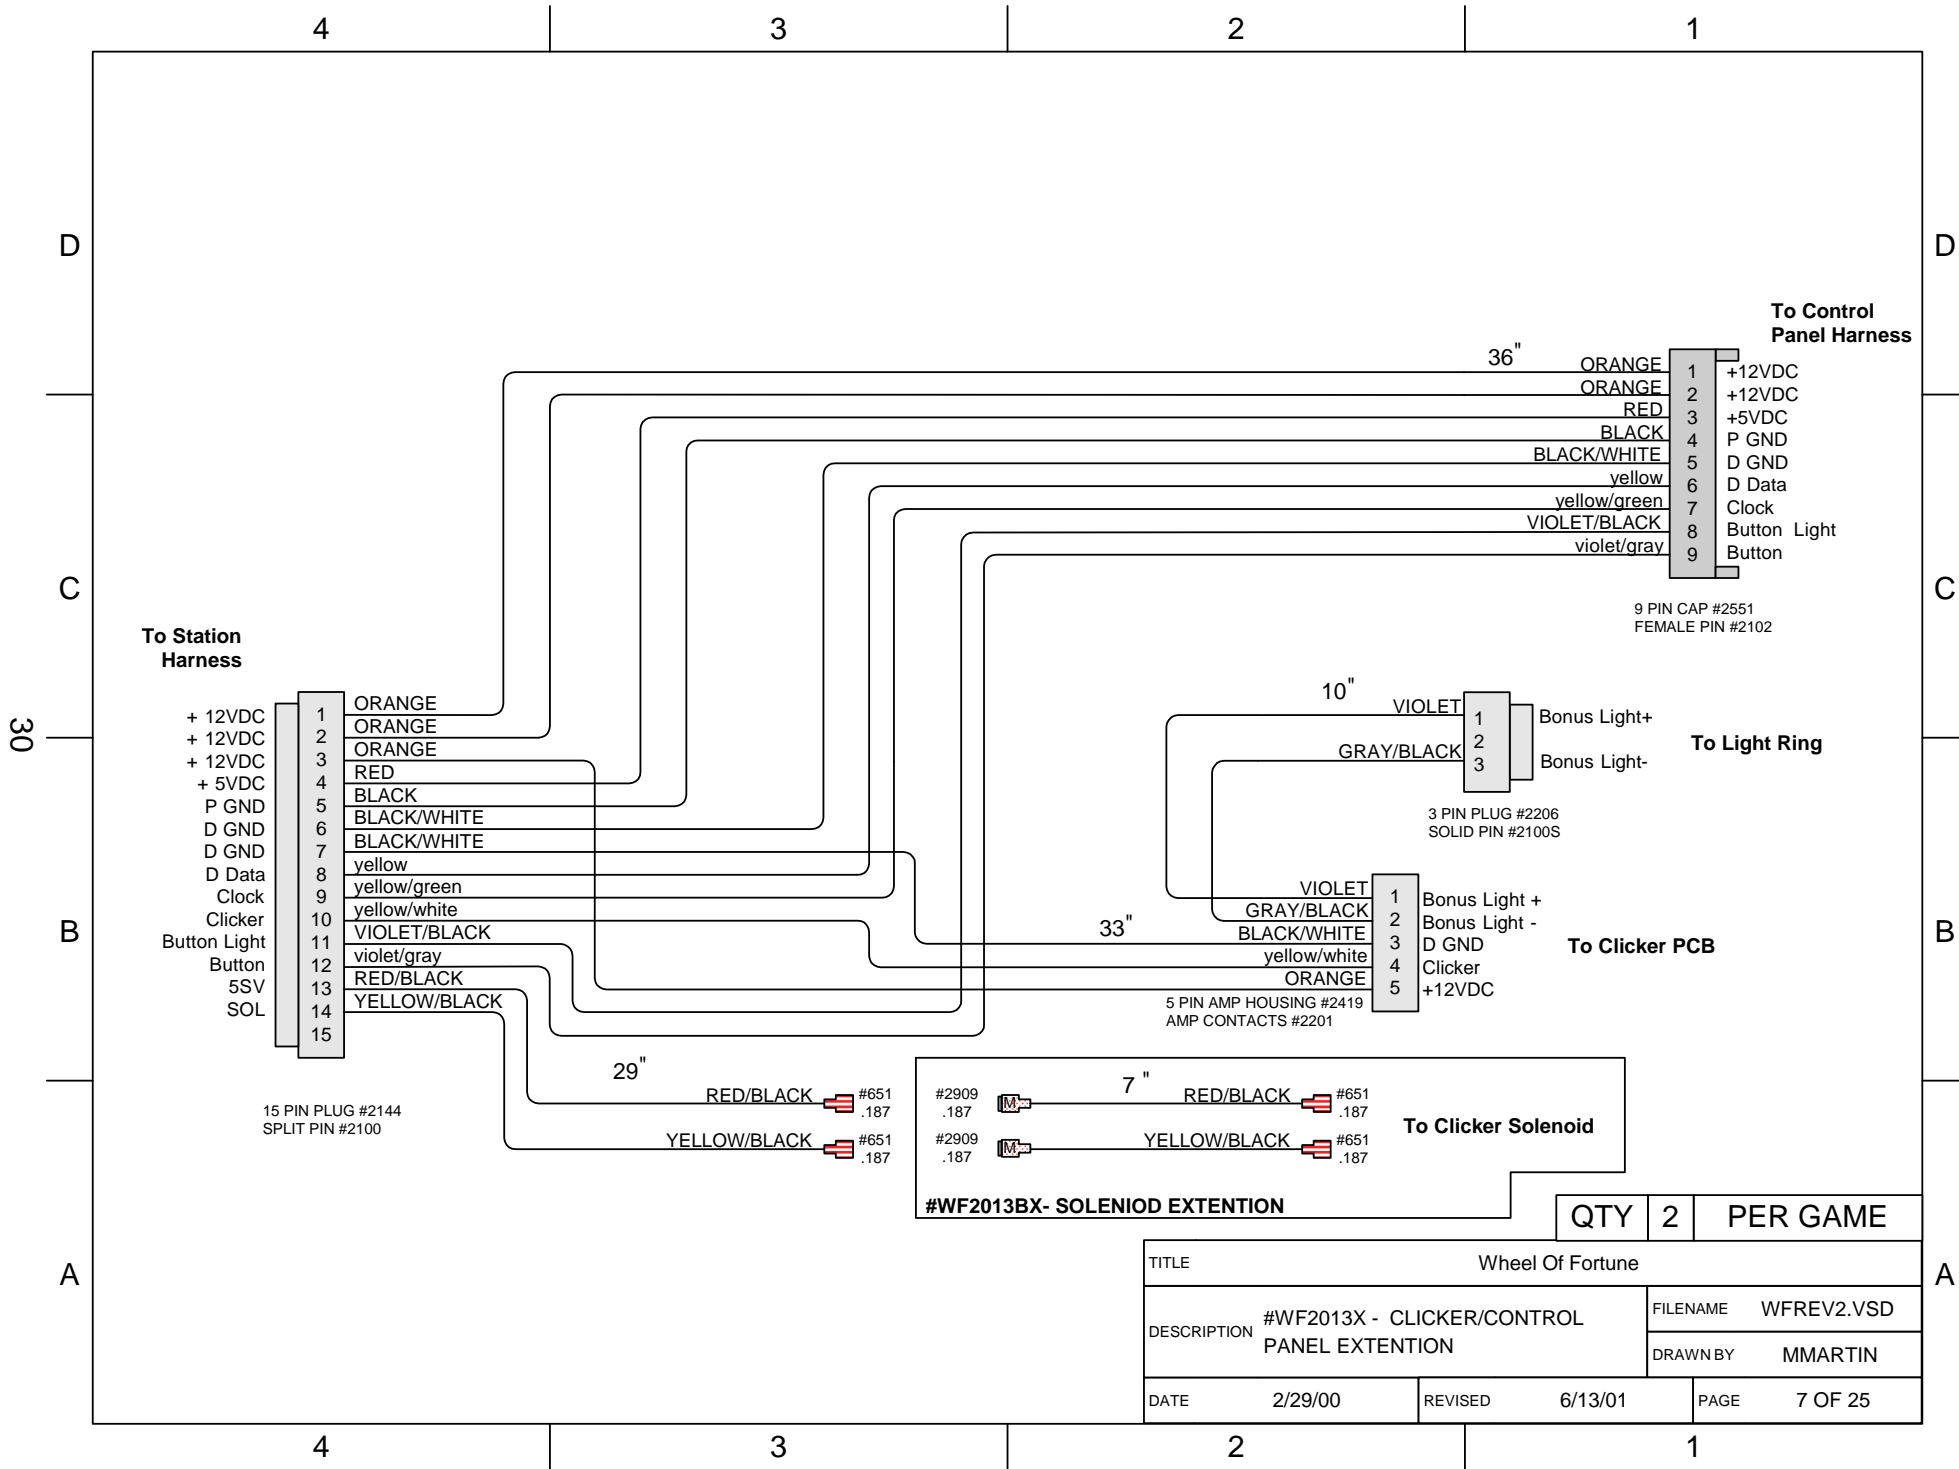 4 3 2 1
D D
C C
B B
A A
30
To Control
Panel Harness
36"
ORANGE 1 +12VDC
ORANGE 2 +12VDC
RED 3 +5VDC
BLACK 4 P GND
BLACK/WHITE 5 D GND
yellow 6 D Data
yellow/green 7 Clock
VIOLET/BLACK 8 Button Light
violet/gray 9 Button
9 PIN CAP #2551
FEMALE PIN #2102
To Station
Harness
+ 12VDC 1 ORANGE
+ 12VDC 2 ORANGE
+ 12VDC 3 ORANGE
+ 5VDC 4 RED
P GND 5 BLACK
D GND 6 BLACK/WHITE
D GND 7 BLACK/WHITE
D Data 8 yellow
Clock 9 yellow/green
Clicker 10 yellow/white
Button Light 11 VIOLET/BLACK
Button 12 violet/gray
5SV 13 RED/BLACK
SOL 14 YELLOW/BLACK
15
15 PIN PLUG #2144
SPLIT PIN #2100
10"
VIOLET 1 Bonus Light+
2
GRAY/BLACK 3 Bonus Light-
To Light Ring
3 PIN PLUG #2206
SOLID PIN #2100S
33"
VIOLET 1 Bonus Light +
GRAY/BLACK 2 Bonus Light -
BLACK/WHITE 3 D GND
yellow/white 4 Clicker
ORANGE 5 +12VDC
To Clicker PCB
5 PIN AMP HOUSING #2419
AMP CONTACTS #2201
29"
RED/BLACK #651
.187
YELLOW/BLACK #651
.187
7 "
#2909 M RED/BLACK #651
.187 .187
#2909 M YELLOW/BLACK #651
.187 .187
To Clicker Solenoid
#WF2013BX- SOLENIOD EXTENTION
QTY 2 PER GAME
TITLE Wheel Of Fortune
DESCRIPTION #WF2013X - CLICKER/CONTROL
PANEL EXTENTION
FILENAME WFREV2.VSD
DRAWN BY MMARTIN
DATE 2/29/00 REVISED 6/13/01 PAGE 7 OF 25
4 3 2 1